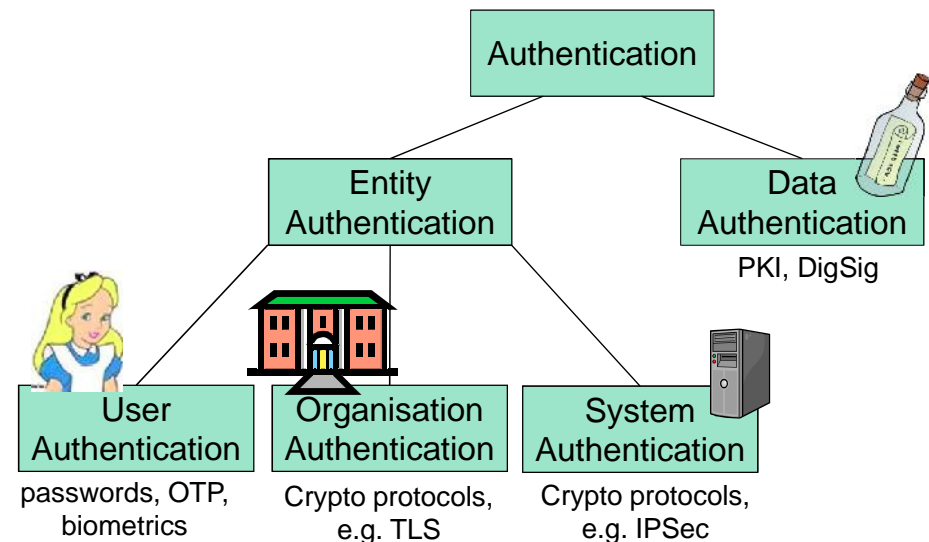 Authentication
Entity
Authentication
Data
Authentication
PKI, DigSig
User
Authentication
passwords, OTP,
biometrics
Organisation
Authentication
Crypto protocols,
e.g. TLS
System
Authentication
Crypto protocols,
e.g. IPSec